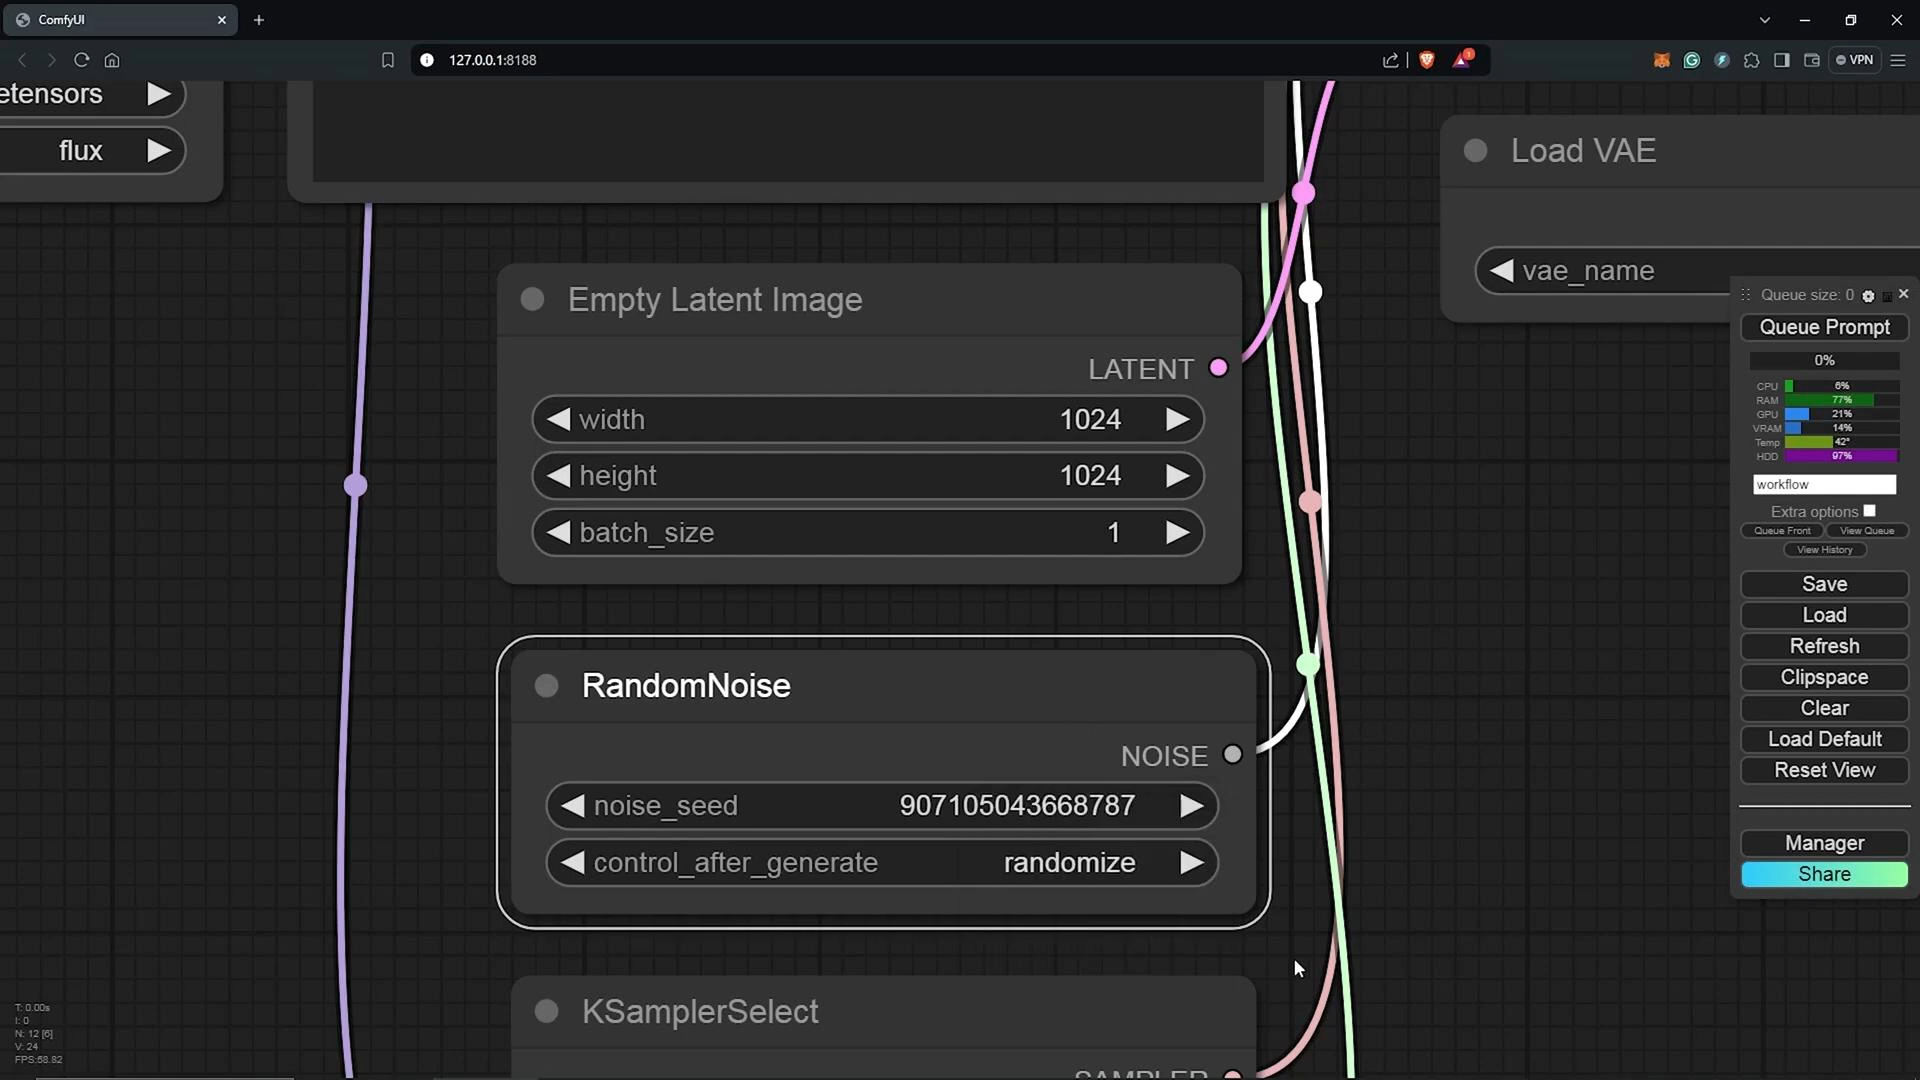 ComfyUI
127.0.0.1:8188
1
VPN
etensors
flux
Load VAE
vae_name
Empty Latent Image
LATENT
width 1024
height 1024
batch_size 1
RandomNoise
NOISE
noise_seed 907105043668787
control_after_generate randomize
KSamplerSelect
SAMPLER
Queue size: 0
Queue Prompt
0%
CPU 6%
RAM 77%
GPU 21%
VRAM 14%
Temp 42°
HDD 97%
workflow
Extra options
Queue Front View Queue
View History
Save
Load
Refresh
Clipspace
Clear
Load Default
Reset View
Manager
Share
T: 0.00s
I: 0
N: 12 [6]
V: 24
FPS:58.82